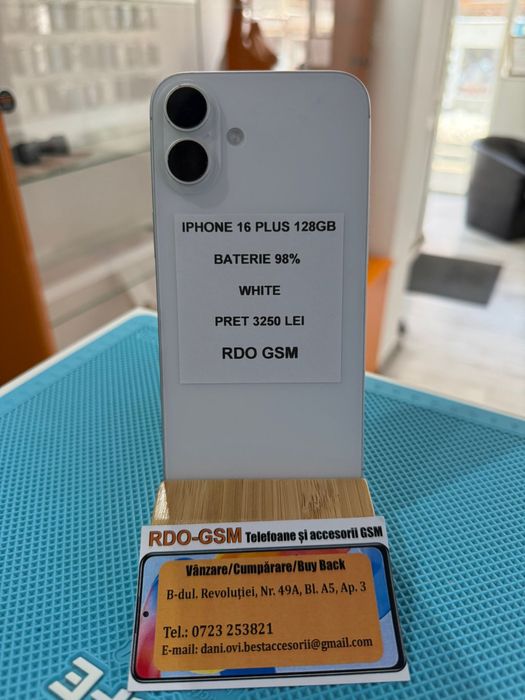 IPHONE 16 PLUS 128GB
BATERIE 98%
WHITE
PRET 3250 LEI
RDO GSM
RDO-GSM Telefoane și accesorii GSM
Vânzare/Cumpărare/Buy Back
B-dul. Revoluției, Nr. 49A, Bl. A5, Ap. 3
Tel.: 0723 253821
E-mail: dani.ovi.bestaccesorii@gmail.com